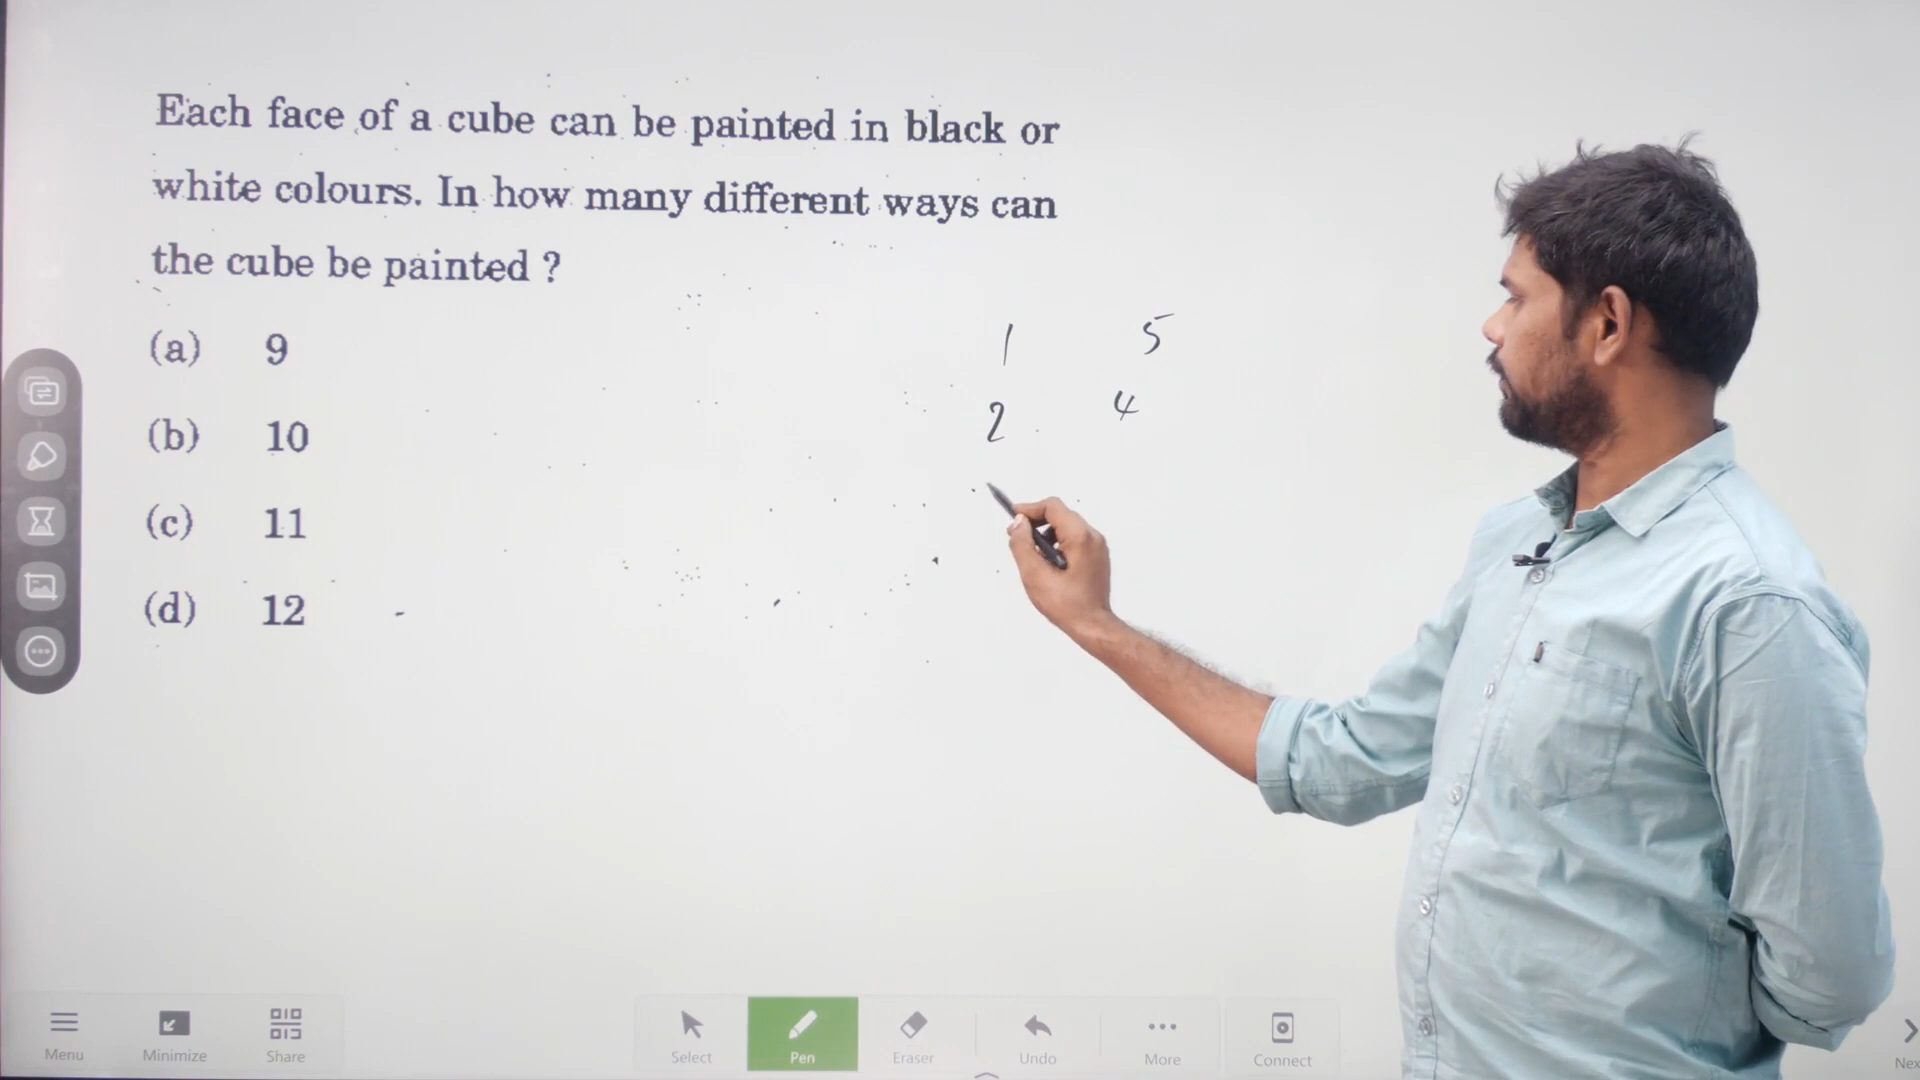 Each face of a cube can be painted in black or
white colours. In how many different ways can
the cube be painted ?
(a) 9
(b) 10
(c) 11
(d) 12
1 5
2 4
Menu Minimize Share Select Pen Eraser Undo More Connect Nex